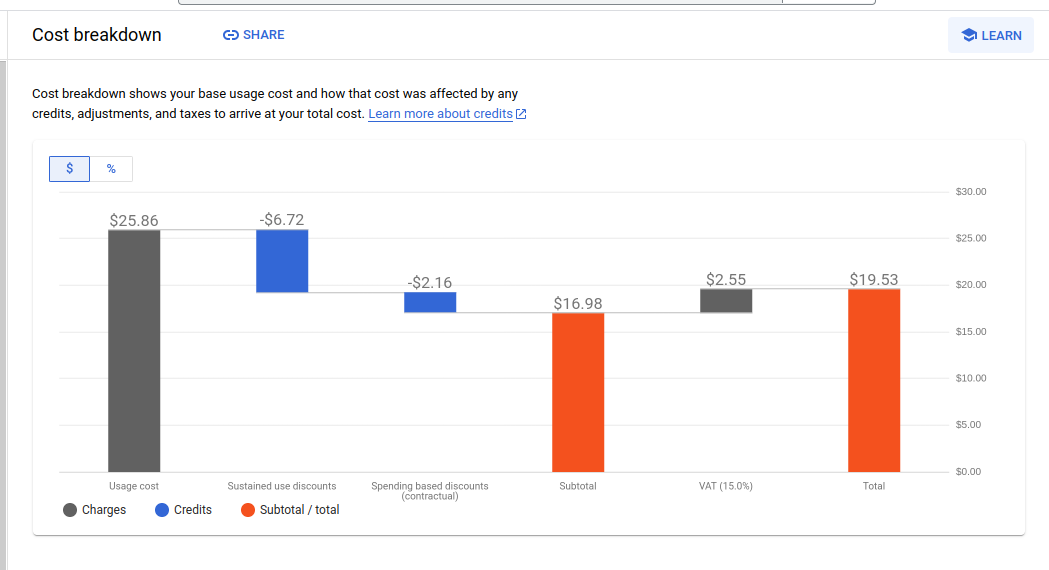 Cost breakdown
SHARE
LEARN
Cost breakdown shows your base usage cost and how that cost was affected by any
credits, adjustments, and taxes to arrive at your total cost. Learn more about credits
$
%
$30.00
$25.00
$20.00
$15.00
$10.00
$5.00
$0.00
$25.86
-$6.72
-$2.16
$16.98
$2.55
$19.53
Usage cost
Sustained use discounts
Spending based discounts
(contractual)
Subtotal
VAT (15.0%)
Total
Charges
Credits
Subtotal / total